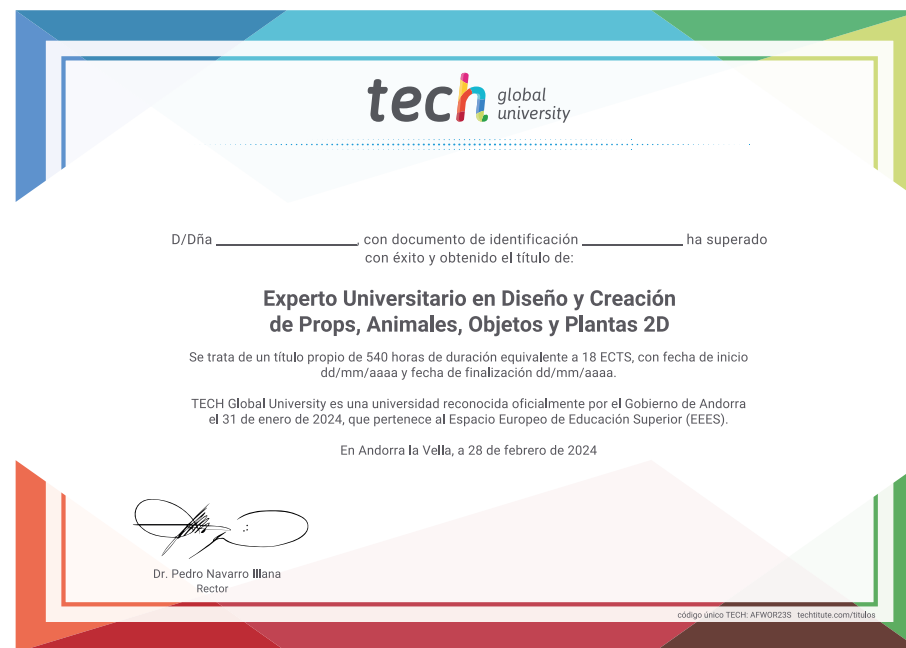 tech global
university
D/Dña ____________________, con documento de identificación ______________ ha superado
con éxito y obtenido el título de:
Experto Universitario en Diseño y Creación
de Props, Animales, Objetos y Plantas 2D
Se trata de un título propio de 540 horas de duración equivalente a 18 ECTS, con fecha de inicio
dd/mm/aaaa y fecha de finalización dd/mm/aaaa.
TECH Global University es una universidad reconocida oficialmente por el Gobierno de Andorra
el 31 de enero de 2024, que pertenece al Espacio Europeo de Educación Superior (EEES).
En Andorra la Vella, a 28 de febrero de 2024
Dr. Pedro Navarro Illana
Rector
código único TECH: AFWOR23S techtitute.com/titulos